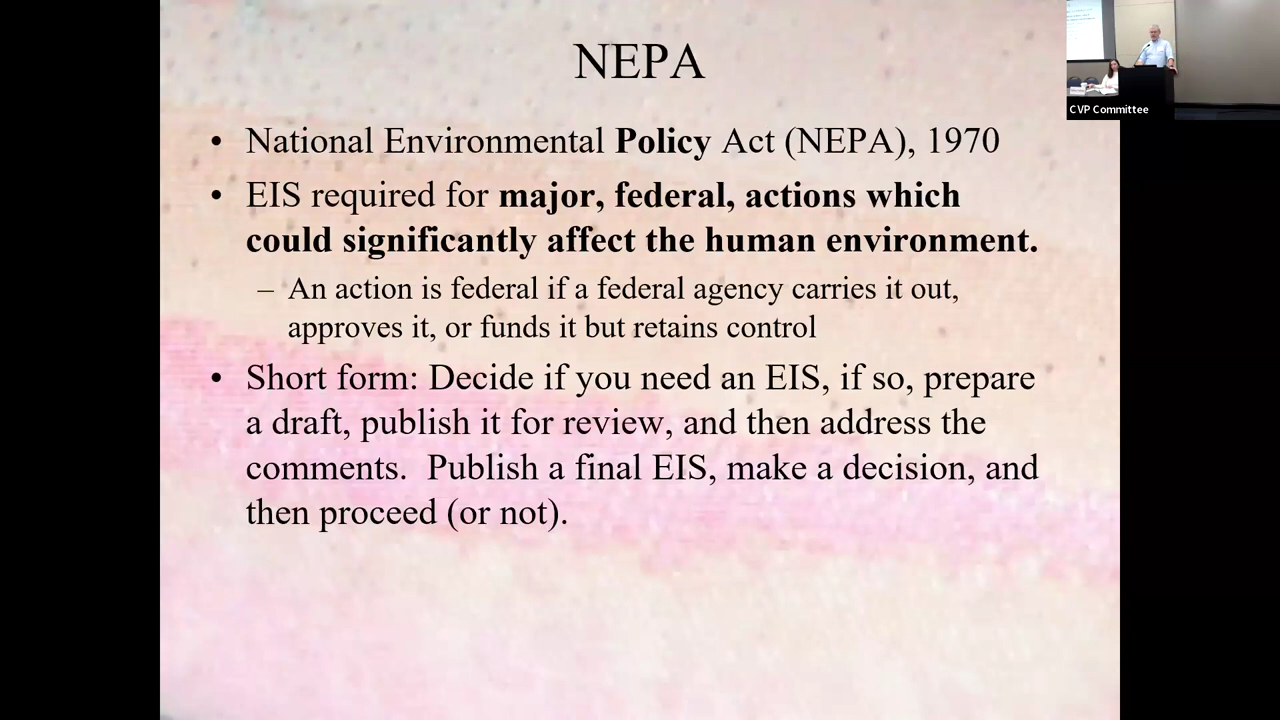 NEPA
• National Environmental Policy Act (NEPA), 1970
• EIS required for major, federal, actions which
could significantly affect the human environment.
– An action is federal if a federal agency carries it out,
approves it, or funds it but retains control
• Short form: Decide if you need an EIS, if so, prepare
a draft, publish it for review, and then address the
comments.  Publish a final EIS, make a decision, and
then proceed (or not).
CVP Committee